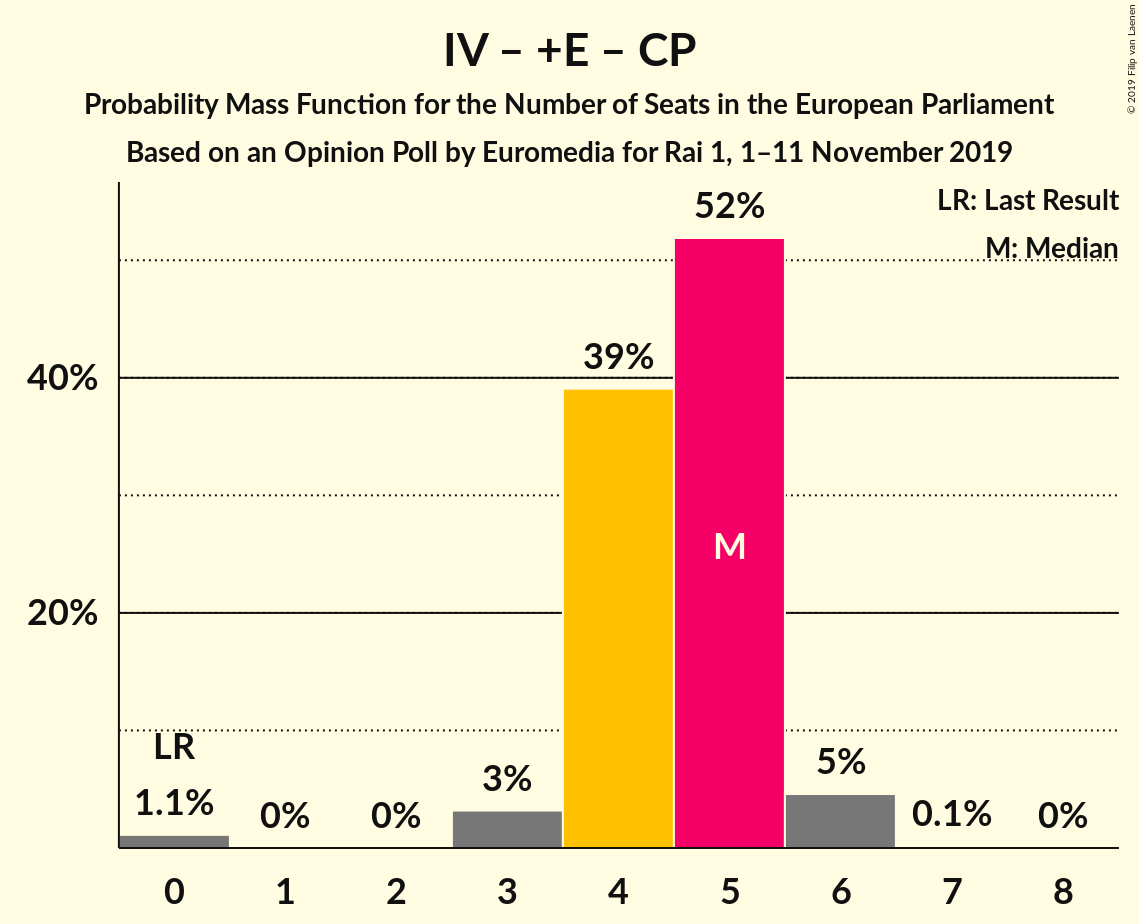 IV – +E – CP
Probability Mass Function for the Number of Seats in the European Parliament
Based on an Opinion Poll by Euromedia for Rai 1, 1–11 November 2019
© 2019 Filip van Laenen
LR: Last Result
M: Median
52%
39%
40%
M
20%
LR
1.1%
0%
0%
3%
5%
0.1%
0%
0 1 2 3 4 5 6 7 8